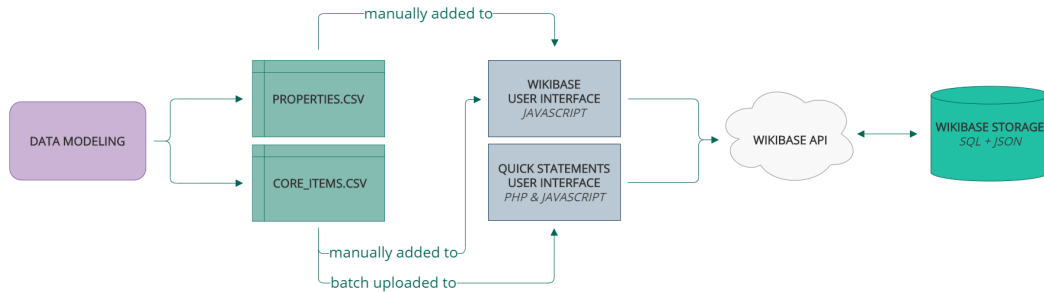 manually added to
PROPERTIES.CSV
WIKIBASE
USER INTERFACE
JAVASCRIPT
DATA MODELING
WIKIBASE API
WIKIBASE STORAGE
SQL + JSON
CORE_ITEMS.CSV
QUICK STATEMENTS
USER INTERFACE
PHP & JAVASCRIPT
manually added to
batch uploaded to